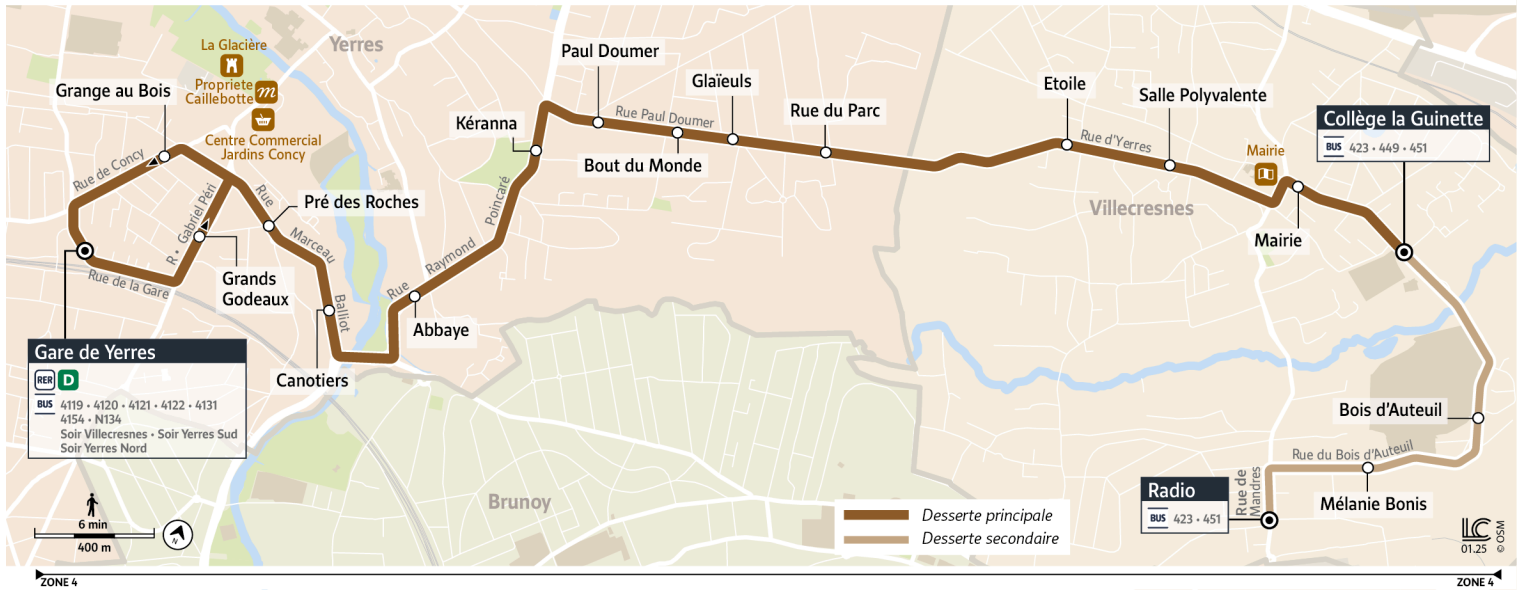 La Glacière
Yerres
Propriete
Caillebotte
Grange au Bois
Centre Commercial
Jardins Concy
Kéranna
Paul Doumer
Rue Paul Doumer
Glaïeuls
Bout du Monde
Rue du Parc
Etoile
Rue d'Yerres
Salle Polyvalente
Mairie
Collège la Guinette
BUS 423 • 449 • 451
Villecresnes
Mairie
Rue de Concy
R. Gabriel Péri
Rue
Marceau
Pré des Roches
Grands
Godeaux
Rue de la Gare
Balliot
Canotiers
Rue
Raymond
Poincaré
Abbaye
Gare de Yerres
RER D
BUS 4119 • 4120 • 4121 • 4122 • 4131
4154 • N134
Soir Villecresnes • Soir Yerres Sud
Soir Yerres Nord
Bois d'Auteuil
Rue du Bois d'Auteuil
Mélanie Bonis
Rue de
Mandres
Radio
BUS 423 • 451
Brunoy
Desserte principale
Desserte secondaire
6 min
400 m
N
LC
01.25
© OSM
ZONE 4
ZONE 4